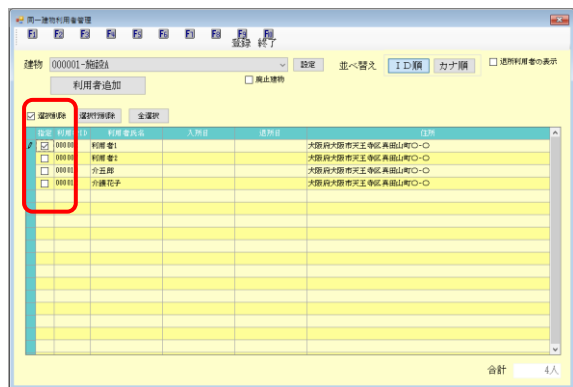 同一建物利用者管理
F1 F2 F3 F4 F5 F6 F7 F8 F9 F10
登録 終了
建物 000001-施設A 設定 並べ替え ID順 カナ順 退所利用者の表示
利用者追加 廃止建物
選択削除 選択行削除 全選択
指定 利用者ID 利用者氏名 入所日 退所日 住所
利用者1 大阪府大阪市天王寺区真田山町○-○
利用者2 大阪府大阪市天王寺区真田山町○-○
介五郎 大阪府大阪市天王寺区真田山町○-○
介護花子 大阪府大阪市天王寺区真田山町○-○
合計 4人